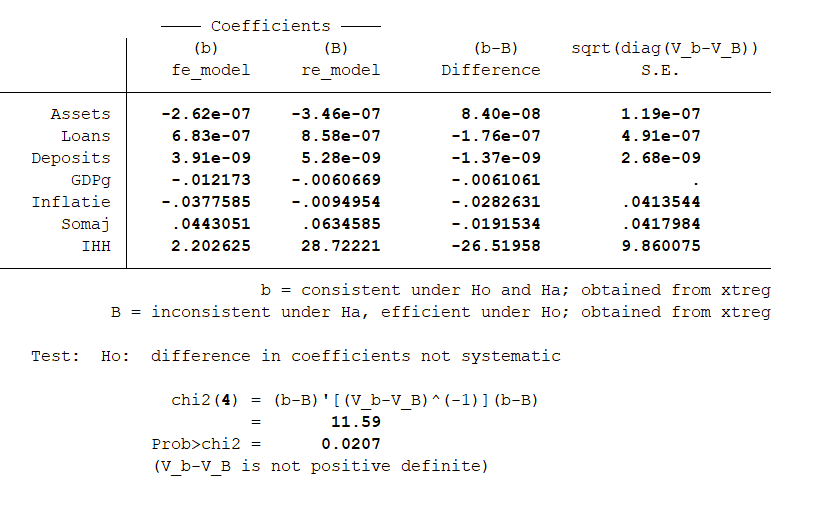 Coefficients
(b) (B) (b-B) sqrt(diag(V_b-V_B))
fe_model re_model Difference S.E.
Assets -2.62e-07 -3.46e-07 8.40e-08 1.19e-07
Loans 6.83e-07 8.58e-07 -1.76e-07 4.91e-07
Deposits 3.91e-09 5.28e-09 -1.37e-09 2.68e-09
GDPg -.012173 -.0060669 -.0061061 .
Inflatie -.0377585 -.0094954 -.0282631 .0413544
Somaj .0443051 .0634585 -.0191534 .0417984
IHH 2.202625 28.72221 -26.51958 9.860075
b = consistent under Ho and Ha; obtained from xtreg
B = inconsistent under Ha, efficient under Ho; obtained from xtreg
Test: Ho: difference in coefficients not systematic
chi2(4) = (b-B)'[(V_b-V_B)^(-1)](b-B)
= 11.59
Prob>chi2 = 0.0207
(V_b-V_B is not positive definite)